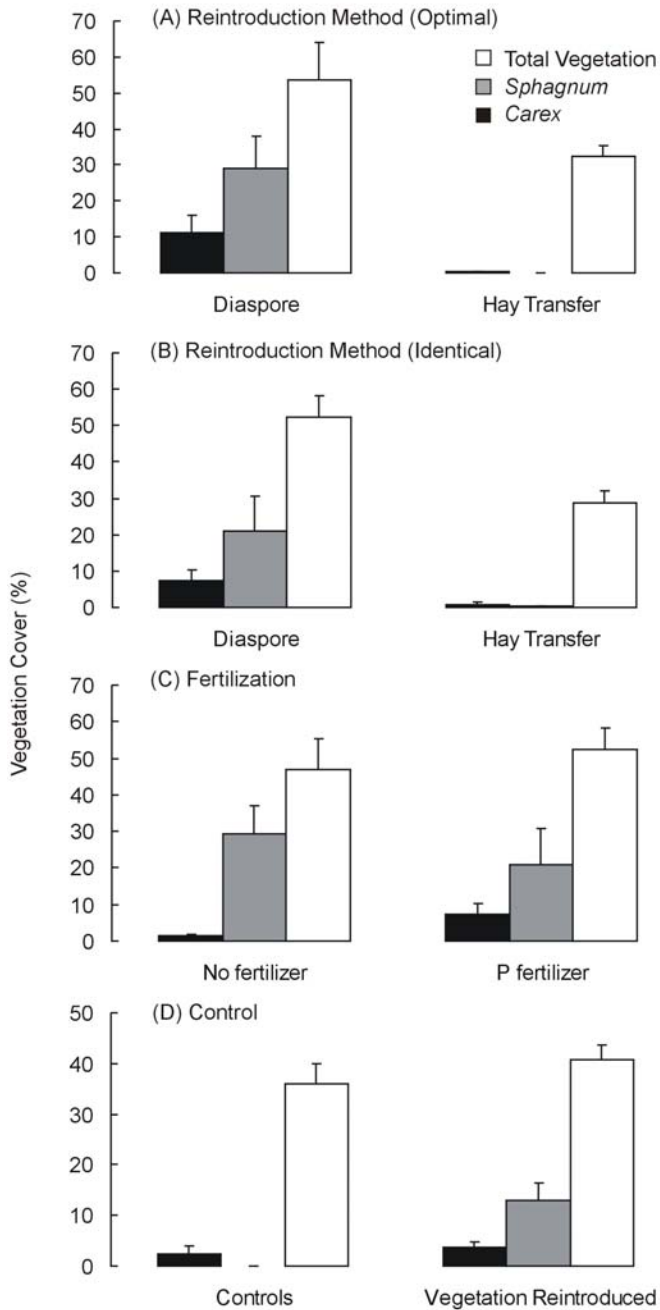 (A) Reintroduction Method (Optimal)
70
60
50
40
30
20
10
0
Total Vegetation
Sphagnum
Carex
Diaspore
Hay Transfer
(B) Reintroduction Method (Identical)
70
60
50
40
30
20
10
0
Diaspore
Hay Transfer
Vegetation Cover (%)
(C) Fertilization
70
60
50
40
30
20
10
0
No fertilizer
P fertilizer
(D) Control
50
40
30
20
10
0
Controls
Vegetation Reintroduced